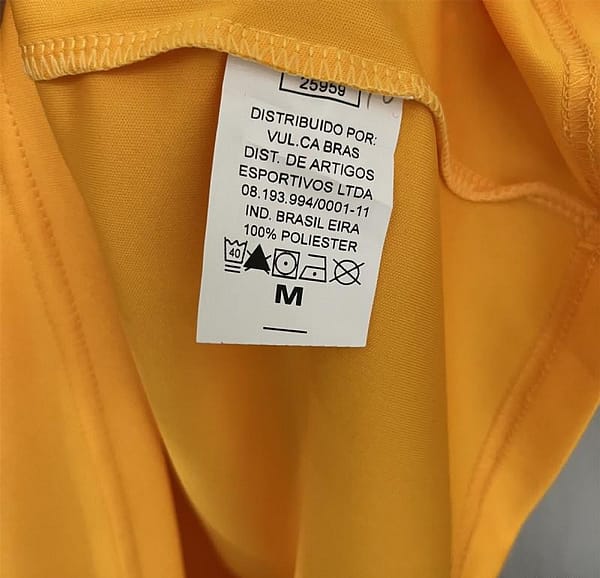 25959
DISTRIBUIDO POR:
VUL.CA BRAS
DIST. DE ARTIGOS
ESPORTIVOS LTDA
08.193.994/0001-11
IND. BRASIL EIRA
100% POLIESTER
40
M